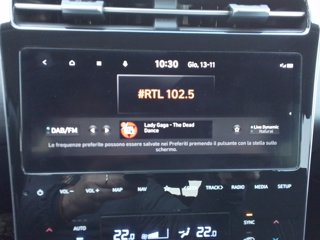 10:30 Gio, 13-11
#RTL 102.5
DAB/FM
Lady Gaga - The Dead
Dance
Live Dynamic
Natural
Le frequenze preferite possono essere salvate nei Preferiti premendo il pulsante con la stella sullo
schermo.
VOL - VOL + MAP NAV TRACK> RADIO MEDIA SETUP
AUTO SYNC
22.0 22.0